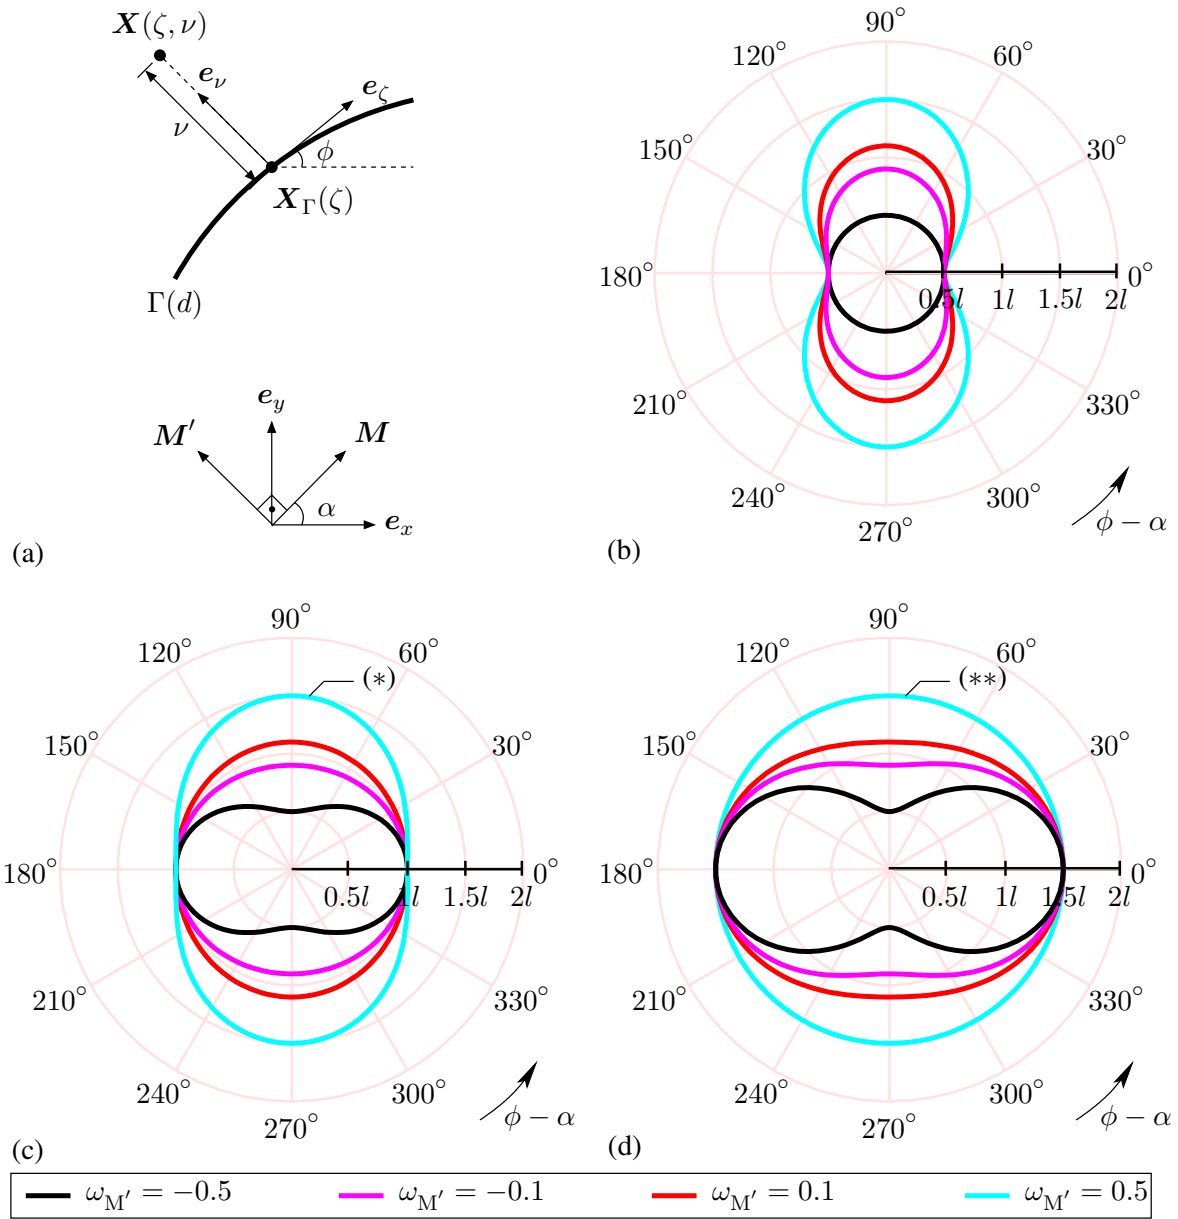 X(ζ, ν)
e_ν
e_ζ
ν
ϕ
X_Γ(ζ)
Γ(d)
e_y
M′
M
α
e_x
(a)
90°
120°
60°
150°
30°
180°
0.5l
1l
1.5l
2l
0°
210°
330°
240°
300°
270°
ϕ − α
(b)
90°
120°
60°
(∗)
150°
30°
180°
0.5l
1l
1.5l
2l
0°
210°
330°
240°
300°
270°
ϕ − α
(c)
90°
120°
60°
(∗∗)
150°
30°
180°
0.5l
1l
1.5l
2l
0°
210°
330°
240°
300°
270°
ϕ − α
(d)
ω_M′ = −0.5
ω_M′ = −0.1
ω_M′ = 0.1
ω_M′ = 0.5